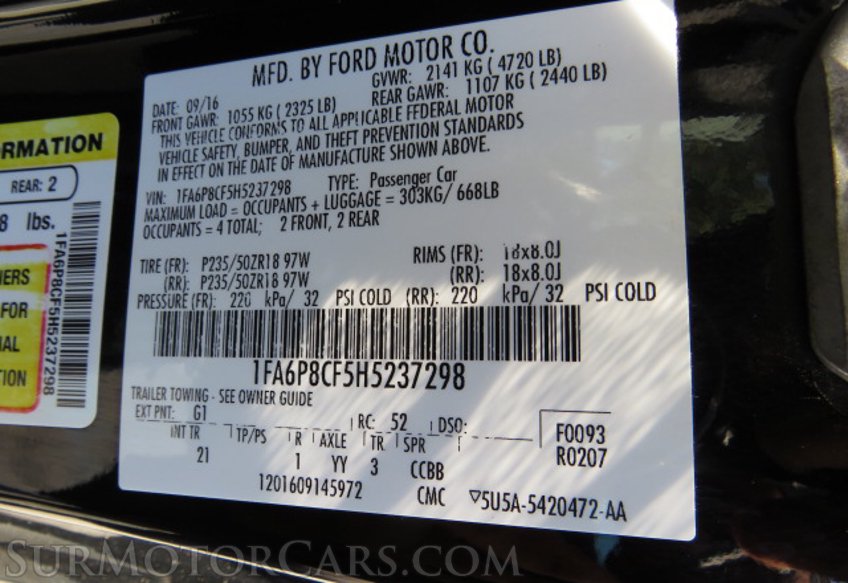 MFD. BY FORD MOTOR CO.
DATE: 09/16 GVWR: 2141 KG ( 4720 LB)
FRONT GAWR: 1055 KG ( 2325 LB) REAR GAWR: 1107 KG ( 2440 LB)
THIS VEHICLE CONFORMS TO ALL APPLICABLE FEDERAL MOTOR
VEHICLE SAFETY, BUMPER, AND THEFT PREVENTION STANDARDS
IN EFFECT ON THE DATE OF MANUFACTURE SHOWN ABOVE.
VIN: 1FA6P8CF5H5237298 TYPE: Passenger Car
MAXIMUM LOAD = OCCUPANTS + LUGGAGE = 303KG/ 668LB
OCCUPANTS = 4 TOTAL; 2 FRONT, 2 REAR
TIRE (FR): P235/50ZR18 97W RIMS (FR): 18x8.0J
(RR): P235/50ZR18 97W (RR): 18x8.0J
PRESSURE (FR): 220 kPa/ 32 PSI COLD (RR): 220 kPa/ 32 PSI COLD
1FA6P8CF5H5237298
TRAILER TOWING - SEE OWNER GUIDE
EXT PNT: G1 RC: 52 DSO:
INT TR TP/PS R AXLE TR SPR
21 1 YY 3 CCBB
F0093
R0207
1201609145972 CMC ▽5U5A-5420472-AA
ORMATION
REAR: 2
8 lbs.
1FA6P8CF5H5237298
HERS
FOR
IAL
TION
SURMOTORCARS.COM